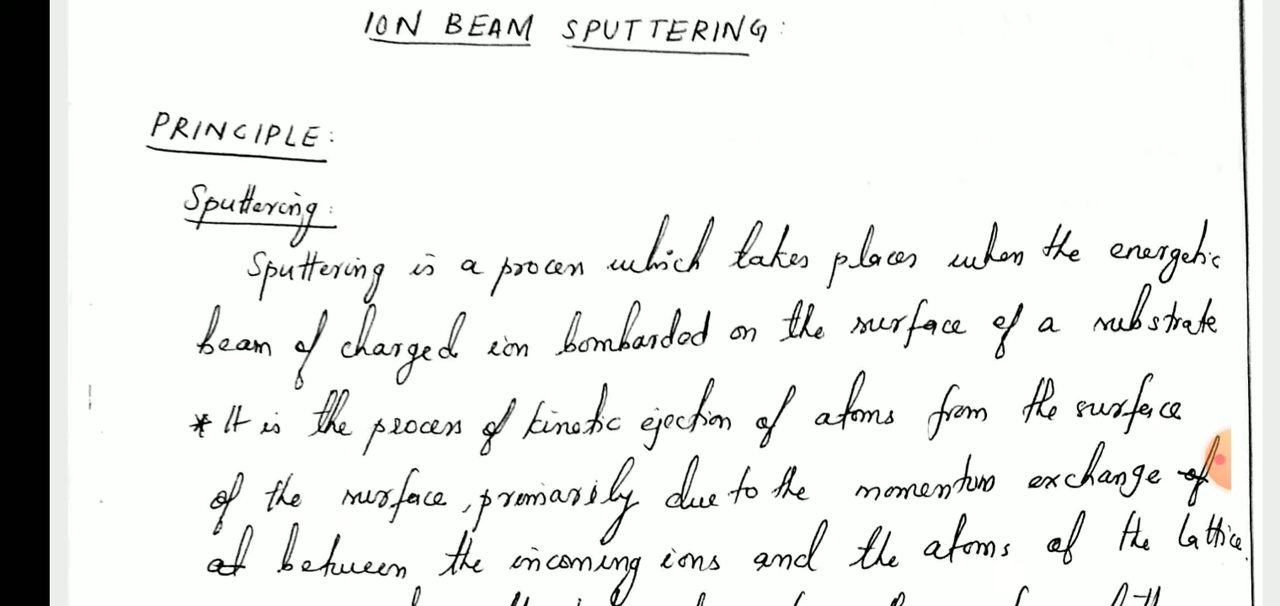 ION BEAM SPUTTERING:
PRINCIPLE:
Sputtering:
Sputtering is a process which takes places when the energetic
beam of charged ion bombarded on the surface of a substrate
* It is the process of kinetic ejection of atoms from the surface
of the surface, primarily due to the momentum exchange of
at between the incoming ions and the atoms of the lattice.